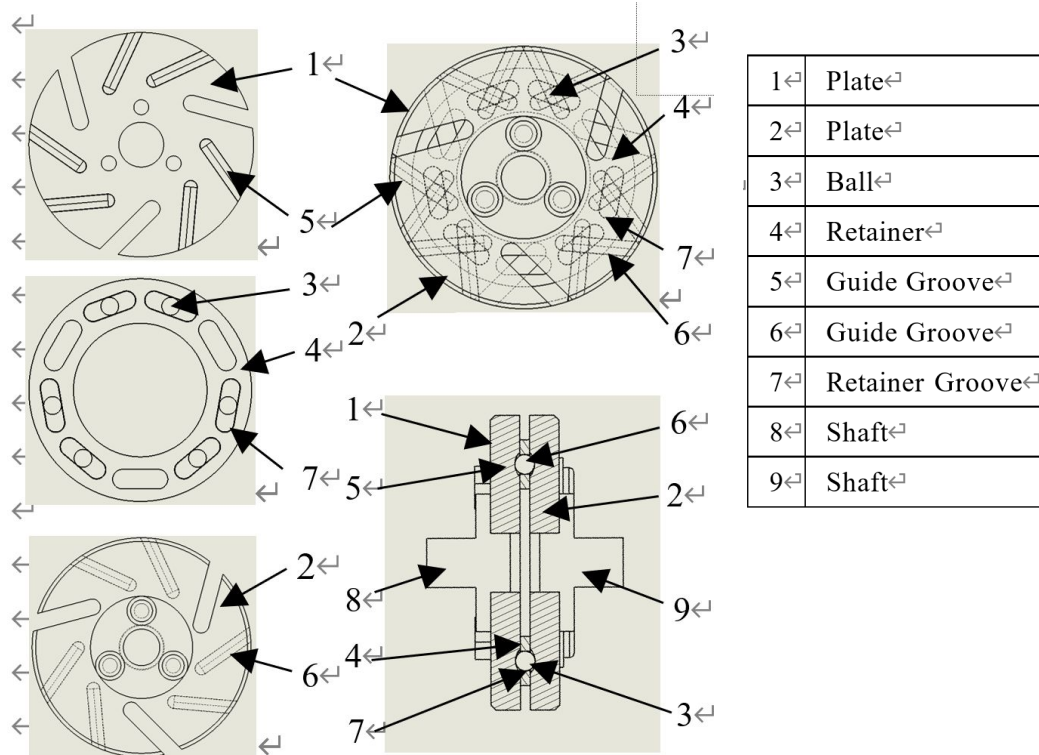 1
5
3
4
7
2
6
3
4
7
6
2
1
5
8
4
7
6
2
9
3
1 Plate
2 Plate
3 Ball
4 Retainer
5 Guide Groove
6 Guide Groove
7 Retainer Groove
8 Shaft
9 Shaft